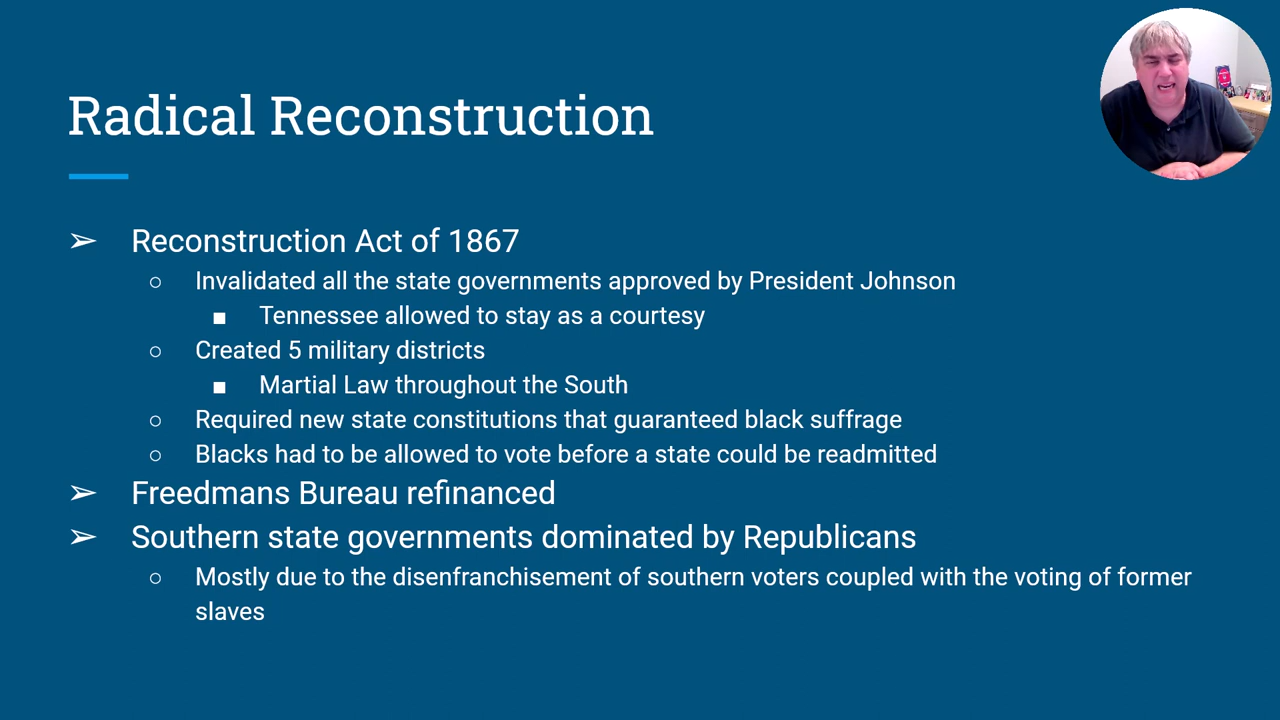 Radical Reconstruction
➢ Reconstruction Act of 1867
○ Invalidated all the state governments approved by President Johnson
■ Tennessee allowed to stay as a courtesy
○ Created 5 military districts
■ Martial Law throughout the South
○ Required new state constitutions that guaranteed black suffrage
○ Blacks had to be allowed to vote before a state could be readmitted
➢ Freedmans Bureau refinanced
➢ Southern state governments dominated by Republicans
○ Mostly due to the disenfranchisement of southern voters coupled with the voting of former
slaves